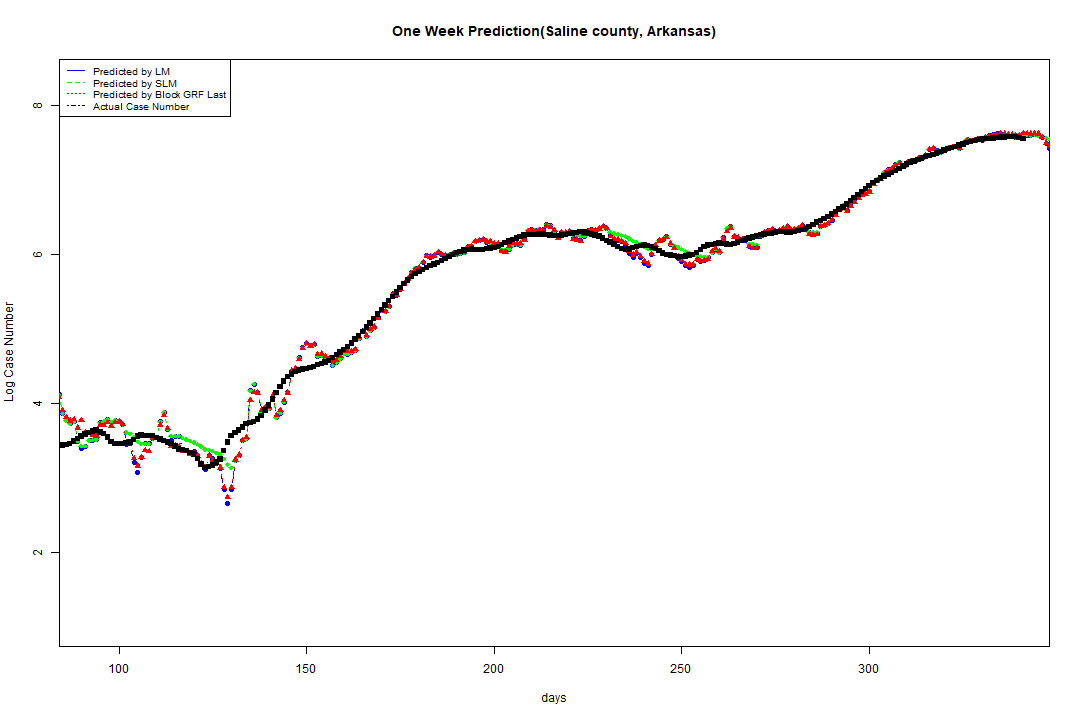 One Week Prediction(Saline county, Arkansas)
Predicted by LM
Predicted by SLM
Predicted by Block GRF Last
Actual Case Number
8
6
4
2
Log Case Number
100 150 200 250 300
days